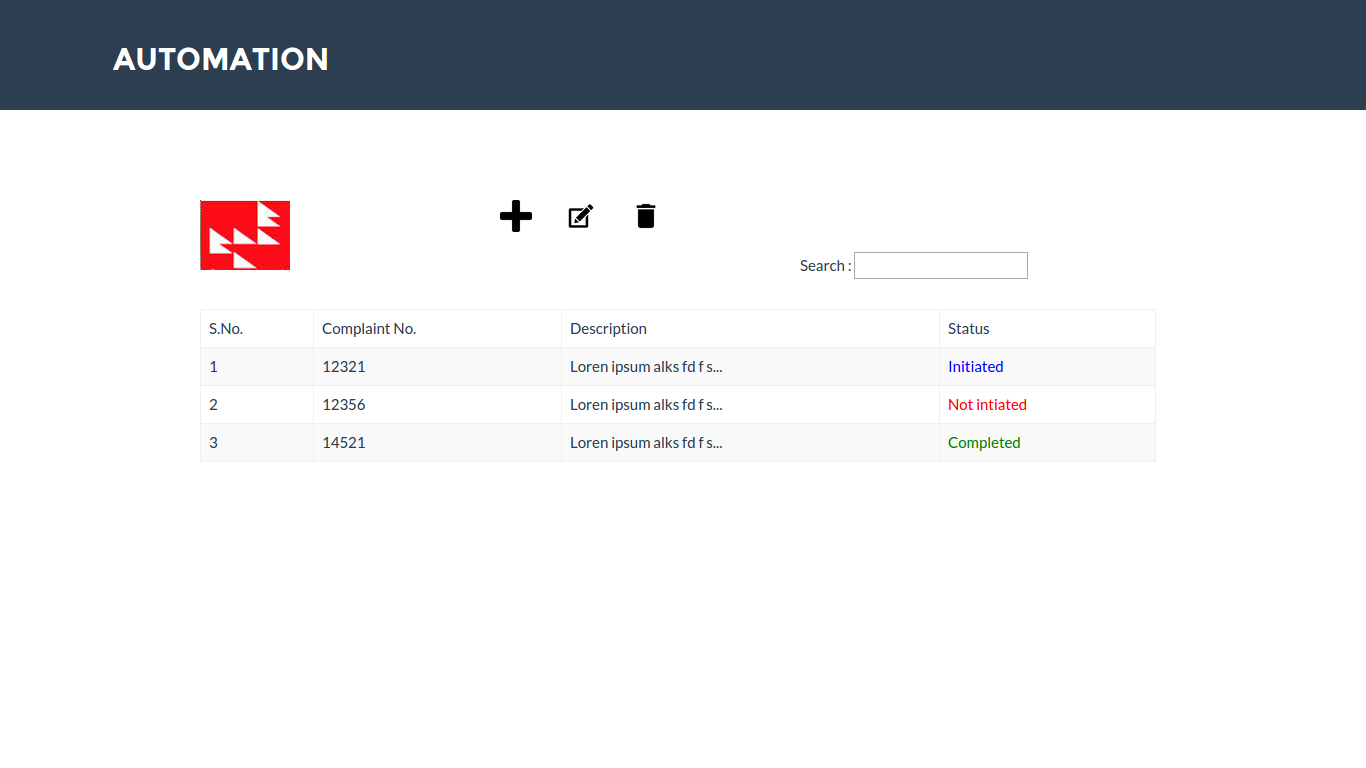 AUTOMATION
Search :
S.No. Complaint No. Description Status
1 12321 Loren ipsum alks fd f s... Initiated
2 12356 Loren ipsum alks fd f s... Not intiated
3 14521 Loren ipsum alks fd f s... Completed